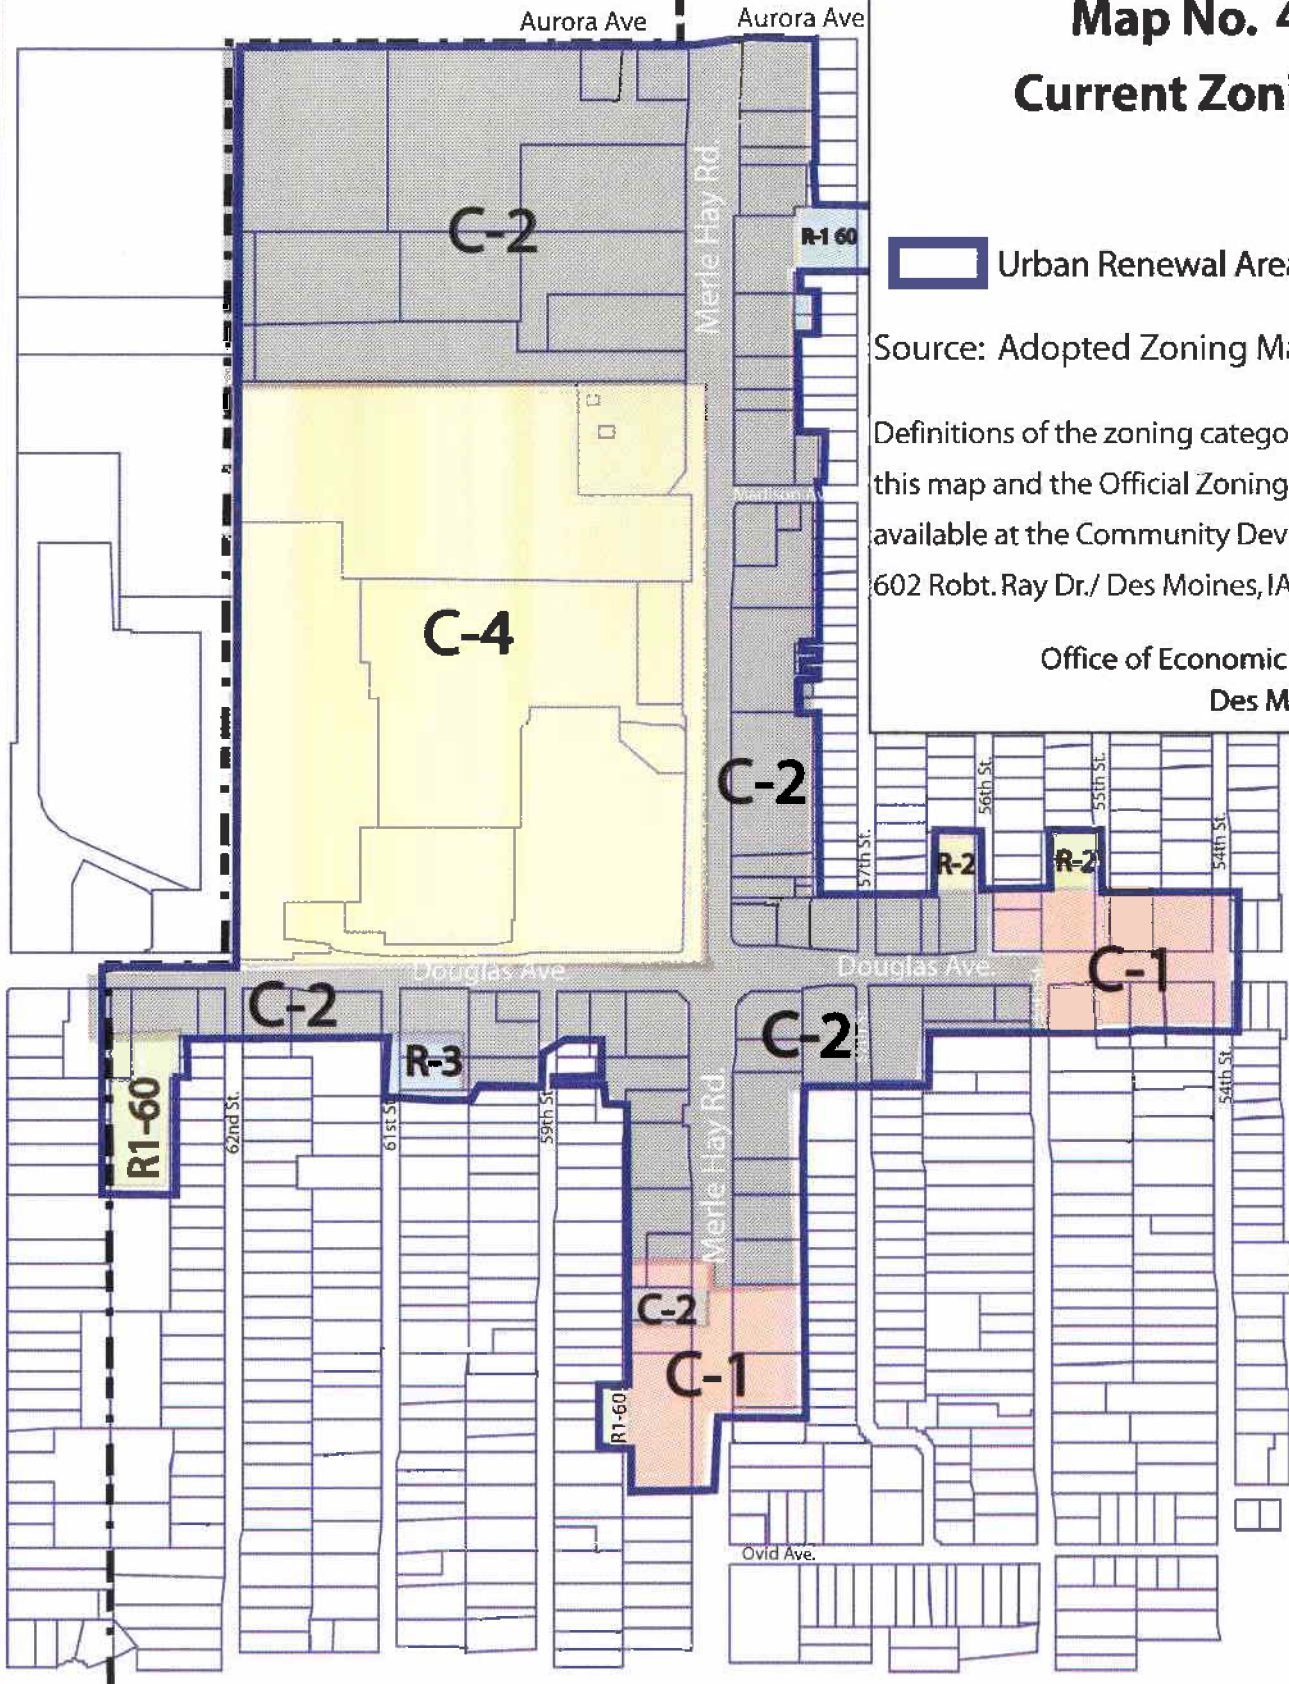 Aurora Ave
Aurora Ave
Map No. 4
Current Zoni
C-2
Merle Hay Rd.
R-1 60
Urban Renewal Area
Source: Adopted Zoning Ma
Definitions of the zoning catego
this map and the Official Zoning
available at the Community Dev
602 Robt. Ray Dr./ Des Moines, IA
Office of Economic
Des M
Madison Av
C-4
C-2
57th St.
56th St.
55th St.
54th St.
R-2
R-2
C-1
Douglas Ave
Douglas Ave.
C-2
C-2
R-3
R1-60
62nd St.
61st St
59th St
54th St.
Merle Hay Rd.
C-2
C-1
R1-60
Ovid Ave.